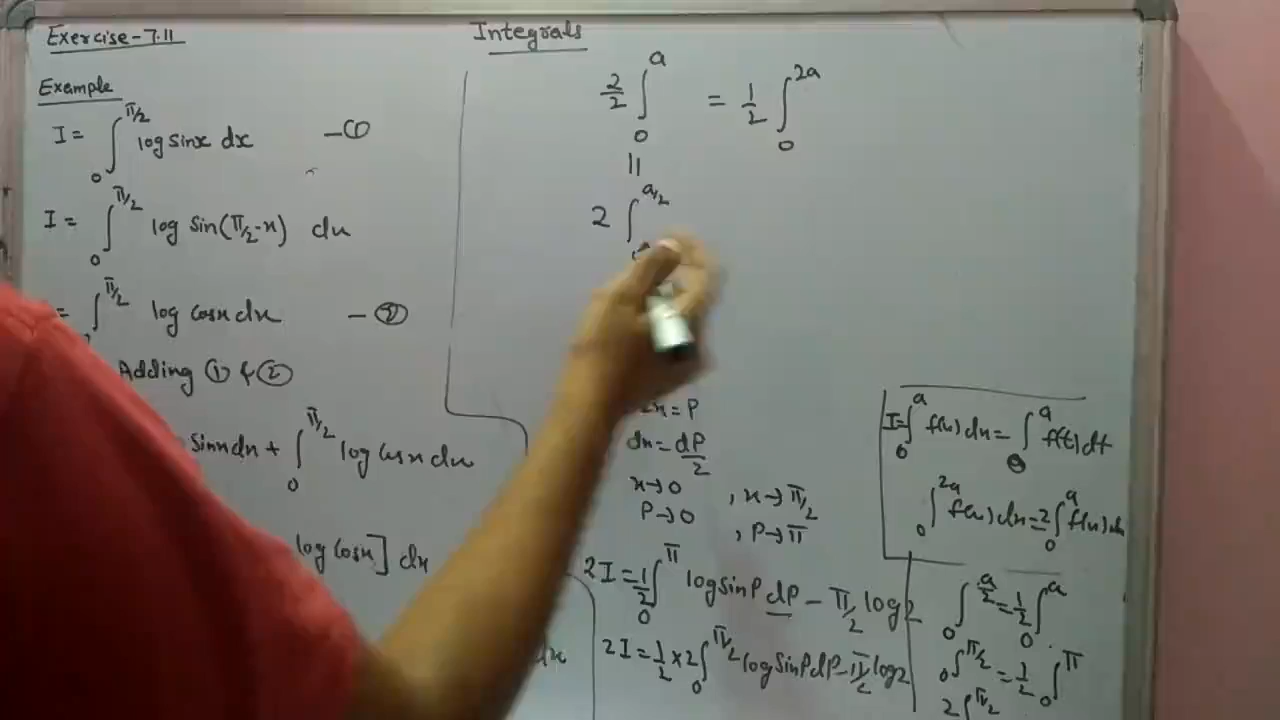 Exercise-7.11
Integrals
Example
I = ∫₀^{π/2} log sinx dx —①
I = ∫₀^{π/2} log sin(π/2-x) dx
= ∫^{π/2} log cosx dx —②
Adding ① & ②
sinx dx + ∫₀^{π/2} log cosx dx
log cosx] dx
dx
2/2 ∫₀^a = 1/2 ∫₀^{2a}
||
2 ∫^{a/2}
2x = P
dx = dP/2
x→0 , x→π/2
P→0 , P→π
2I = 1/2 ∫₀^π log sinP dP - π/2 log2
2I = 1/2 × 2 ∫₀^{π/2} log sinP dP - π/2 log2
I = ∫₀^a f(x) dx = ∫₀^a f(t) dt
∫₀^{2a} f(x) dx = 2 ∫₀^a f(x) dx
∫₀^{a/2} = 1/2 ∫₀^a
∫₀^{π/2} = 1/2 ∫₀^π
2 ∫^{π/2}